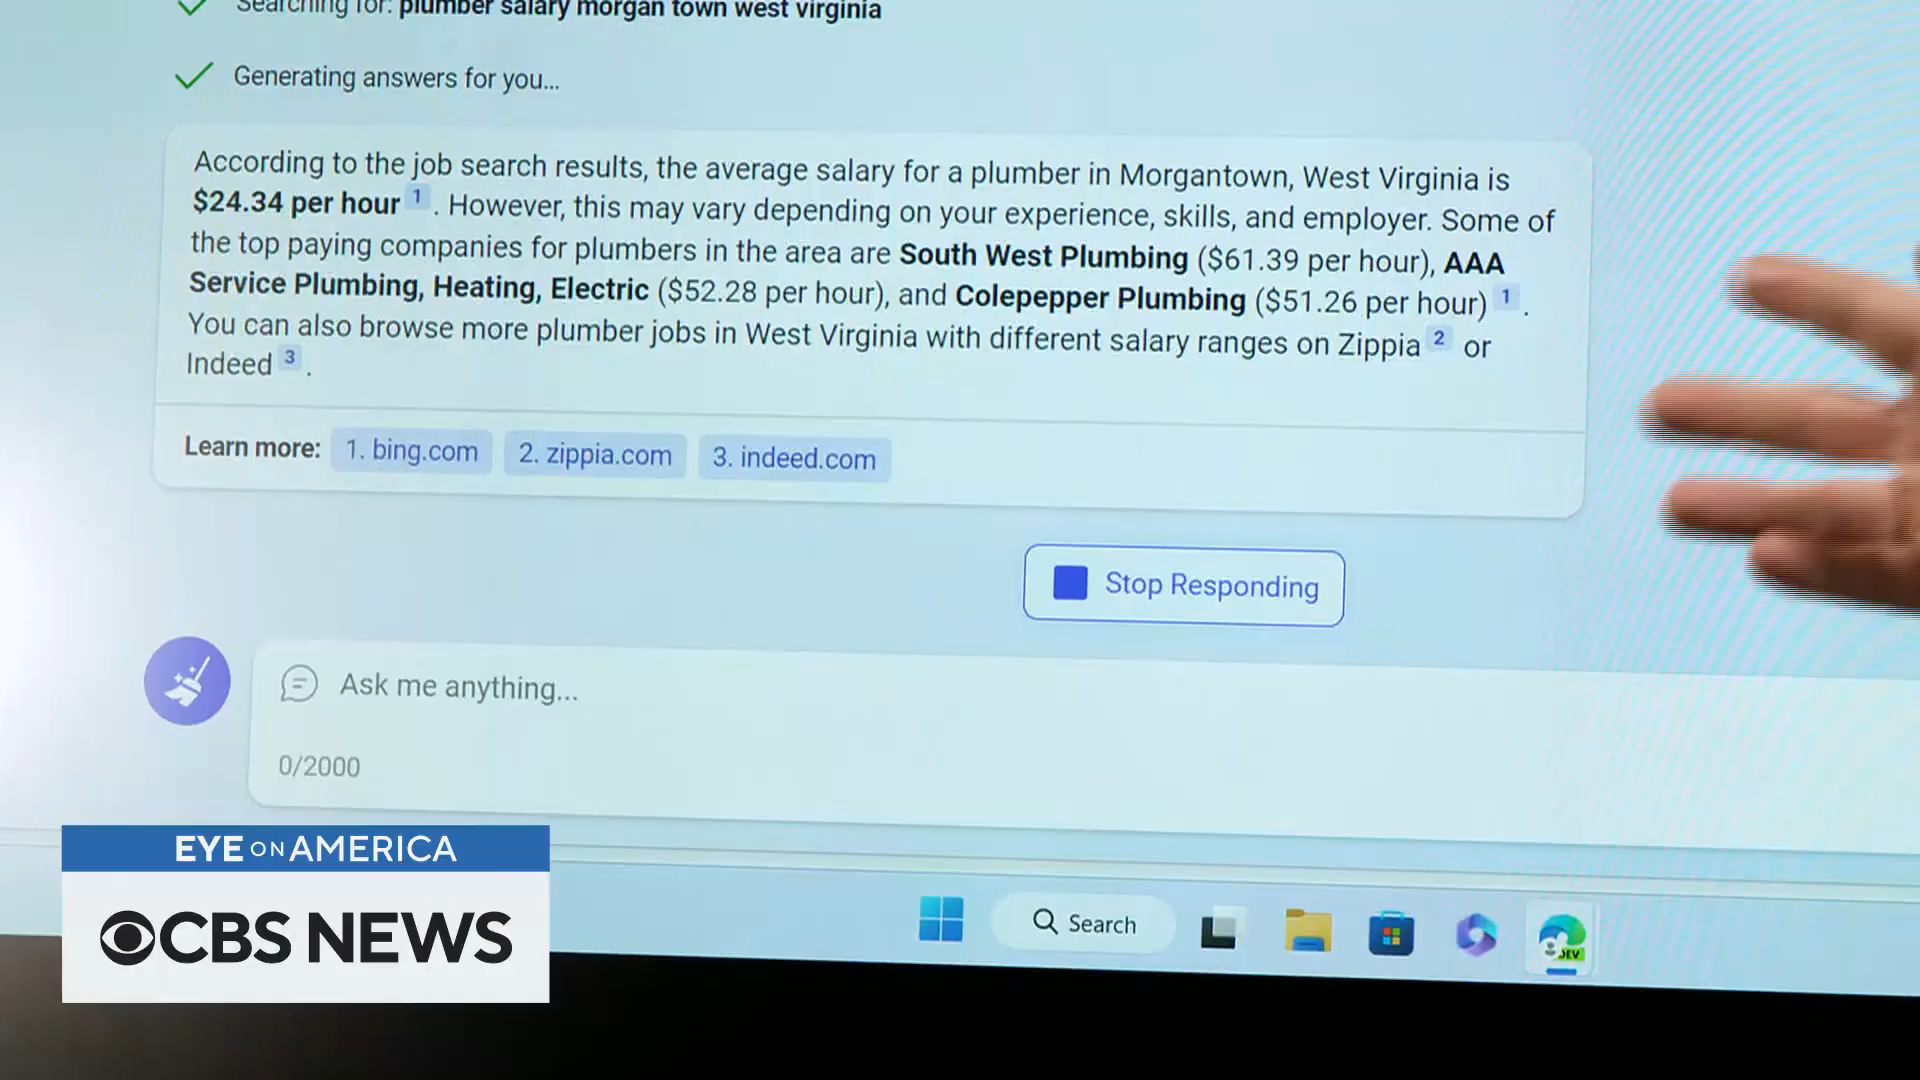 Searching for: plumber salary morgan town west virginia
Generating answers for you...
According to the job search results, the average salary for a plumber in Morgantown, West Virginia is
$24.34 per hour 1 . However, this may vary depending on your experience, skills, and employer. Some of
the top paying companies for plumbers in the area are South West Plumbing ($61.39 per hour), AAA
Service Plumbing, Heating, Electric ($52.28 per hour), and Colepepper Plumbing ($51.26 per hour) 1 .
You can also browse more plumber jobs in West Virginia with different salary ranges on Zippia 2 or
Indeed 3 .
Learn more: 1. bing.com 2. zippia.com 3. indeed.com
Stop Responding
Ask me anything...
0/2000
EYE ON AMERICA
CBS NEWS
Search
DEV